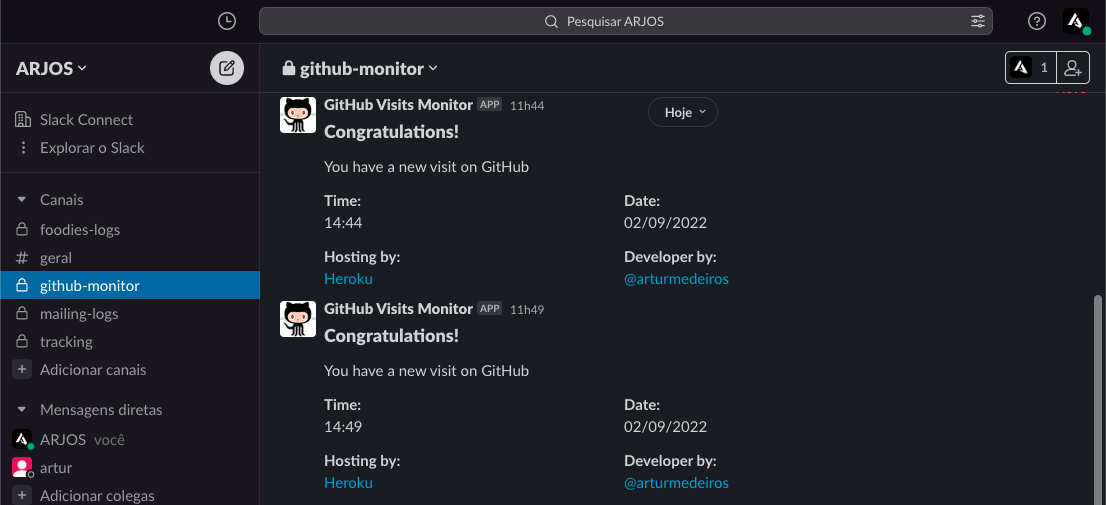 Pesquisar ARJOS
ARJOS
github-monitor
1
Slack Connect
Explorar o Slack
Canais
foodies-logs
geral
github-monitor
mailing-logs
tracking
Adicionar canais
Mensagens diretas
ARJOS você
artur
Adicionar colegas
GitHub Visits Monitor APP 11h44
Hoje
Congratulations!
You have a new visit on GitHub
Time: Date:
14:44 02/09/2022
Hosting by: Developer by:
Heroku @arturmedeiros
GitHub Visits Monitor APP 11h49
Congratulations!
You have a new visit on GitHub
Time: Date:
14:49 02/09/2022
Hosting by: Developer by:
Heroku @arturmedeiros